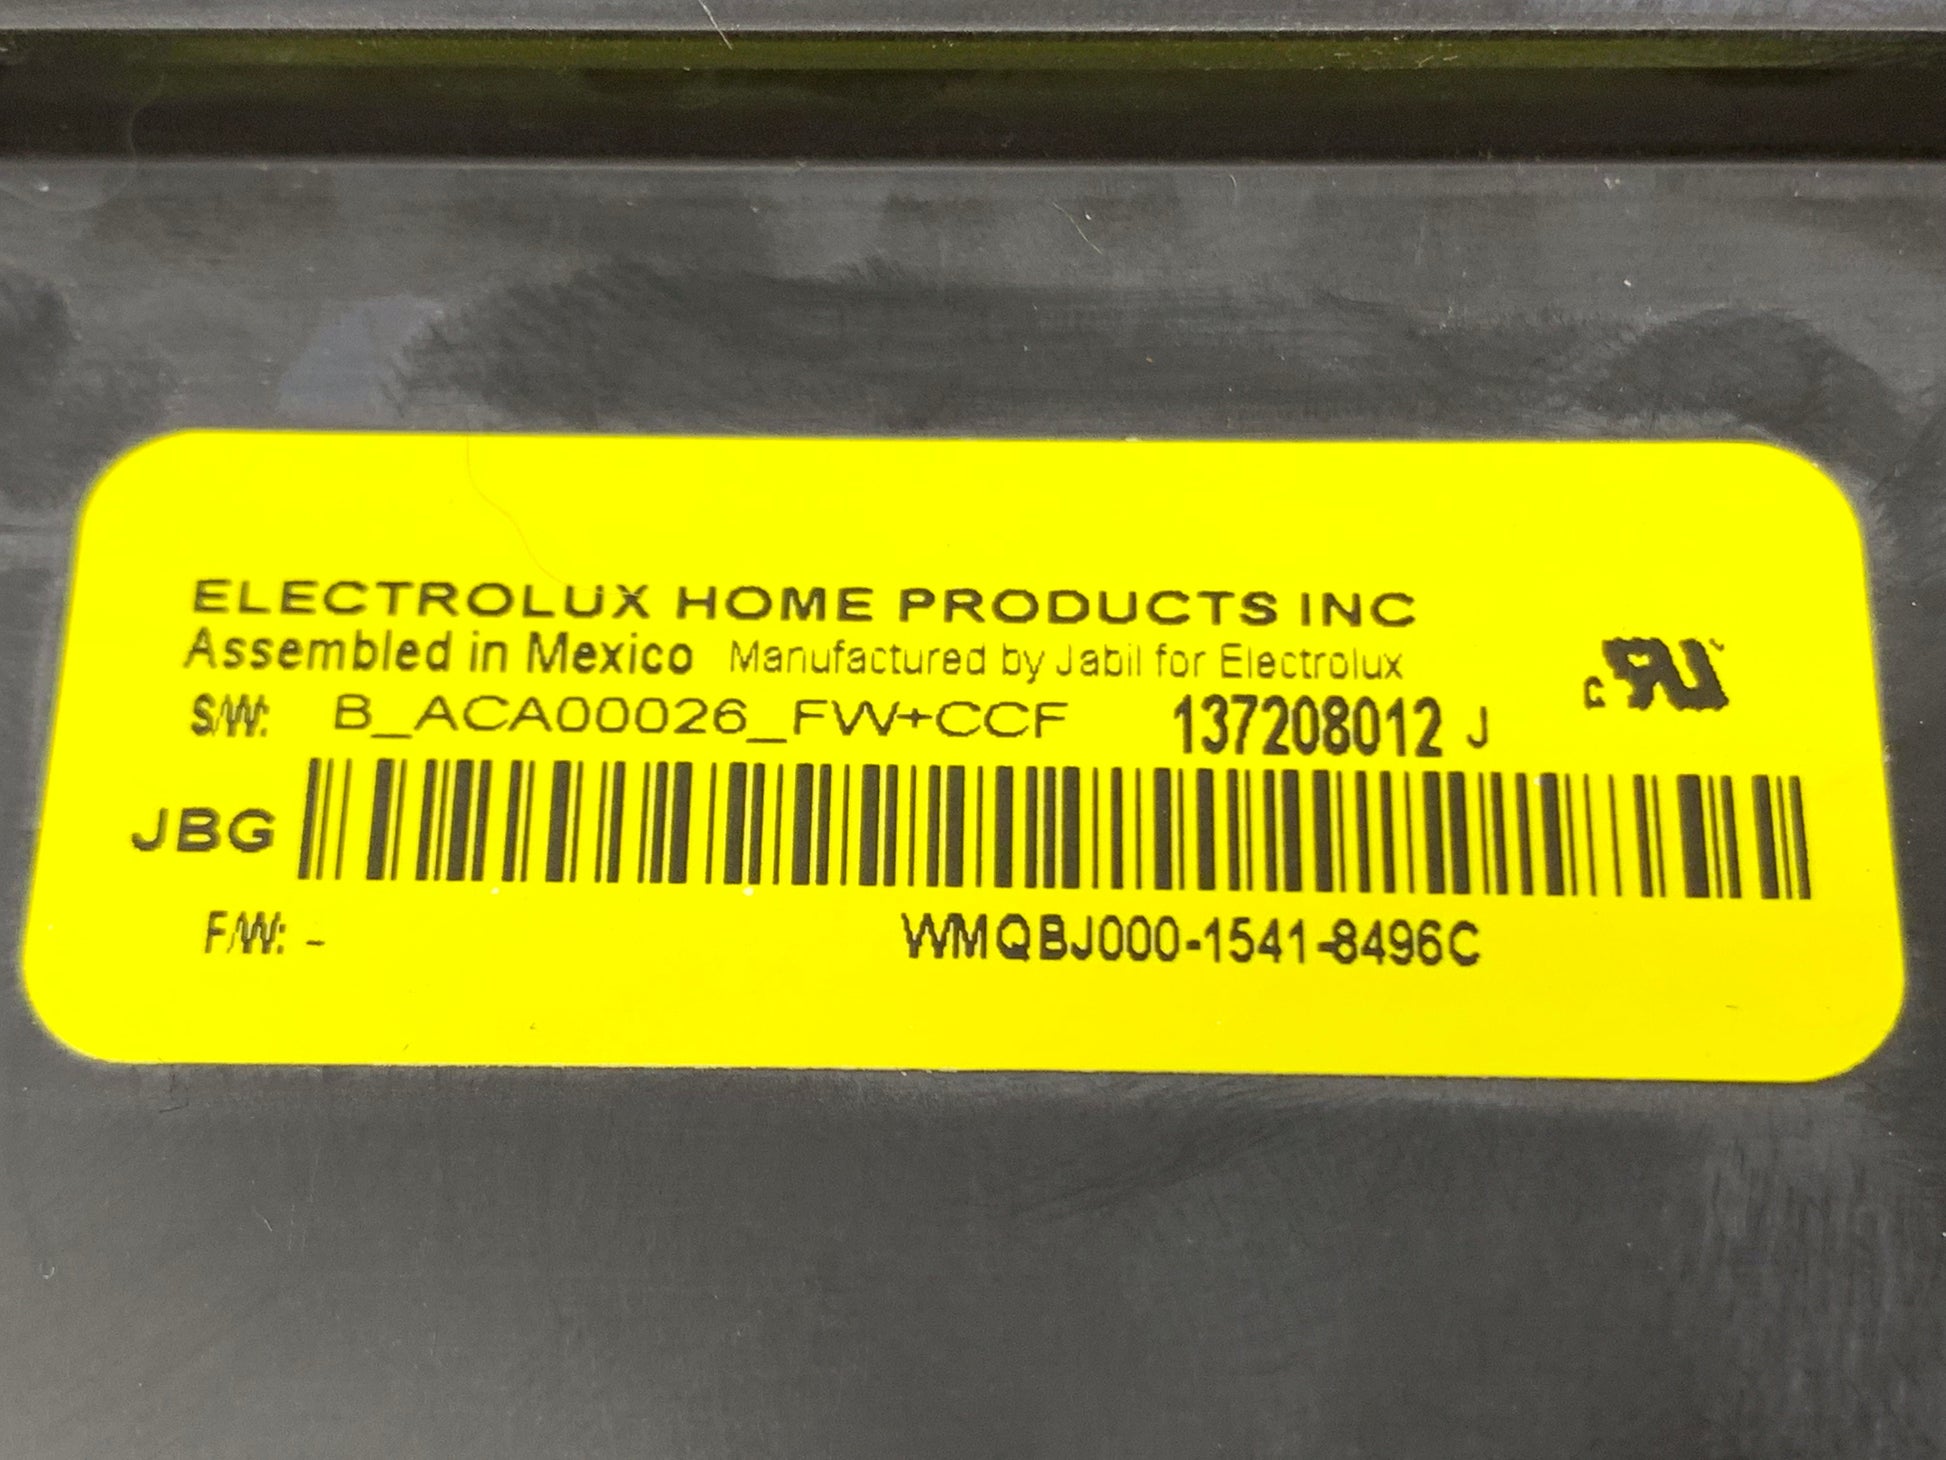 ELECTROLUX HOME PRODUCTS INC
Assembled in Mexico Manufactured by Jabil for Electrolux
S/W: B_ACA00026_FW+CCF 137208012 J
c RU
JBG
F/W: - WMQBJ000-1541-8496C